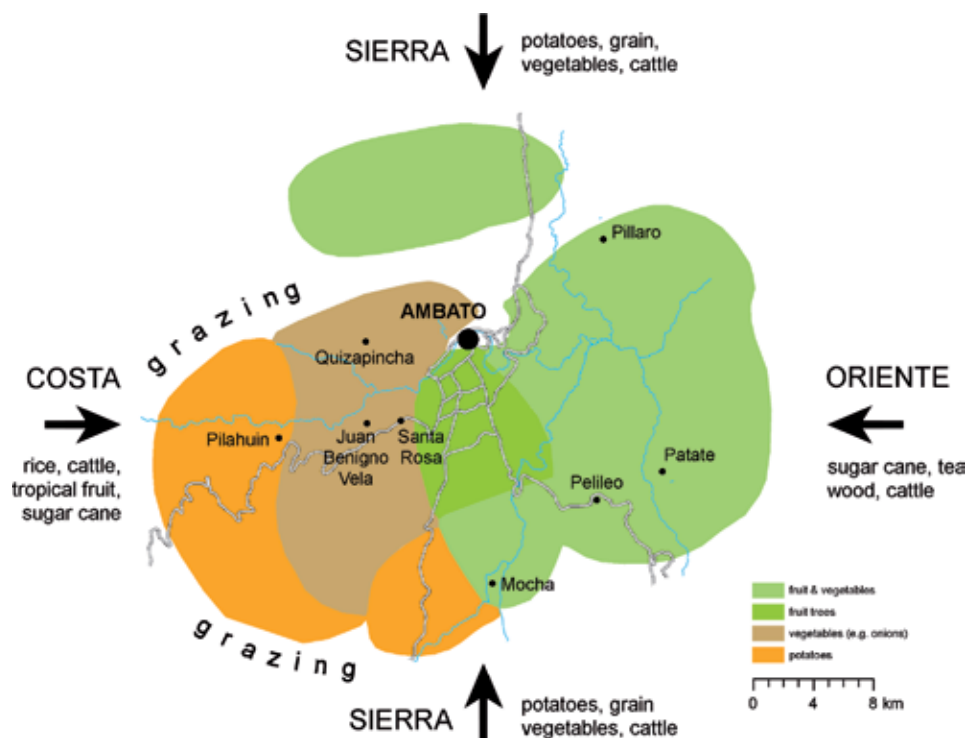 SIERRA
potatoes, grain,
vegetables, cattle
Pillaro
grazing
AMBATO
Quizapincha
COSTA
rice, cattle,
tropical fruit,
sugar cane
Pilahuin
Juan
Benigno
Vela
Santa
Rosa
ORIENTE
sugar cane, tea
wood, cattle
Patate
Pelileo
Mocha
grazing
fruit & vegetables
fruit trees
vegetables (e.g. onions)
potatoes
0 4 8 km
SIERRA
potatoes, grain
vegetables, cattle